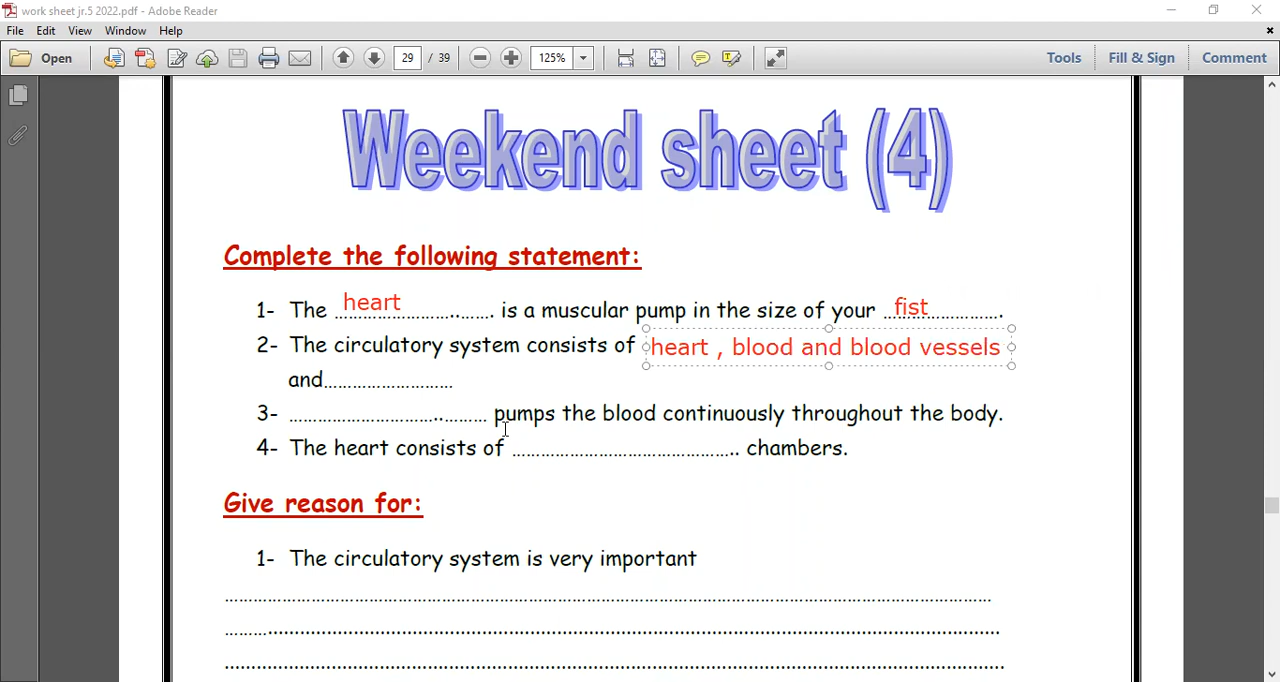 work sheet jr.5 2022.pdf - Adobe Reader
File Edit View Window Help
Open 29 / 39 125% Tools Fill & Sign Comment
Weekend sheet (4)
Complete the following statement:
1- The heart ……………………..……. is a muscular pump in the size of your fist …………………….
2- The circulatory system consists of heart , blood and blood vessels
and………………………
3- …………………………..……… pumps the blood continuously throughout the body.
4- The heart consists of …………………………………….. chambers.
Give reason for:
1- The circulatory system is very important
………………………………………………………………………………………………
………………………………………………………………………………………………
………………………………………………………………………………………………